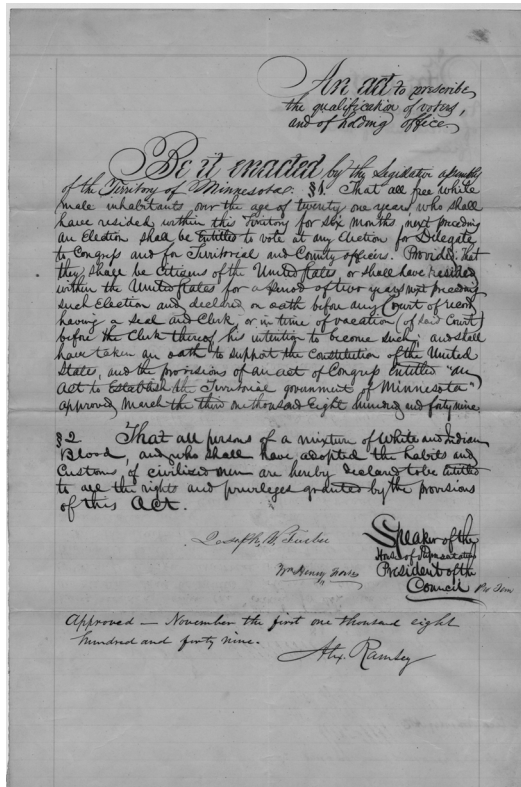 An act to prescribe
the qualification of voters,
and of holding office
Be it enacted by the Legislative assembly
of the Territory of Minnesota: §1. That all free white
male inhabitants over the age of twenty one years who shall
have resided within this Territory for six months next preceding
an Election shall be Entitled to vote at any Election for Delegate
to Congress and for Territorial and County officers. Provided that
they shall be citizens of the United States, or shall have resided
within the United States for a period of two years next preceding
such Election and declared on oath before any Court of record
having a seal and Clerk, or in time of vacation (of said Court)
before the Clerk thereof his intention to become such and shall
have taken an oath to support the Constitution of the United
States, and the provisions of an act of Congress Entitled "an
Act to Establish the Territorial government of Minnesota"
approved March the third one thousand Eight hundred and forty nine
§2 That all persons of a mixture of White and Indian
Blood, and who shall have adopted the habits and
Customs of civilized men are hereby declared to be Entitled
to all the rights and privileges granted by the provisions
of this Act.
Joseph W. Furber
Speaker of the
House of Representatives
Wm Henry Forbes
President of the
Council Pro Tem
Approved — November the first one thousand eight
hundred and forty nine.
Alex. Ramsey